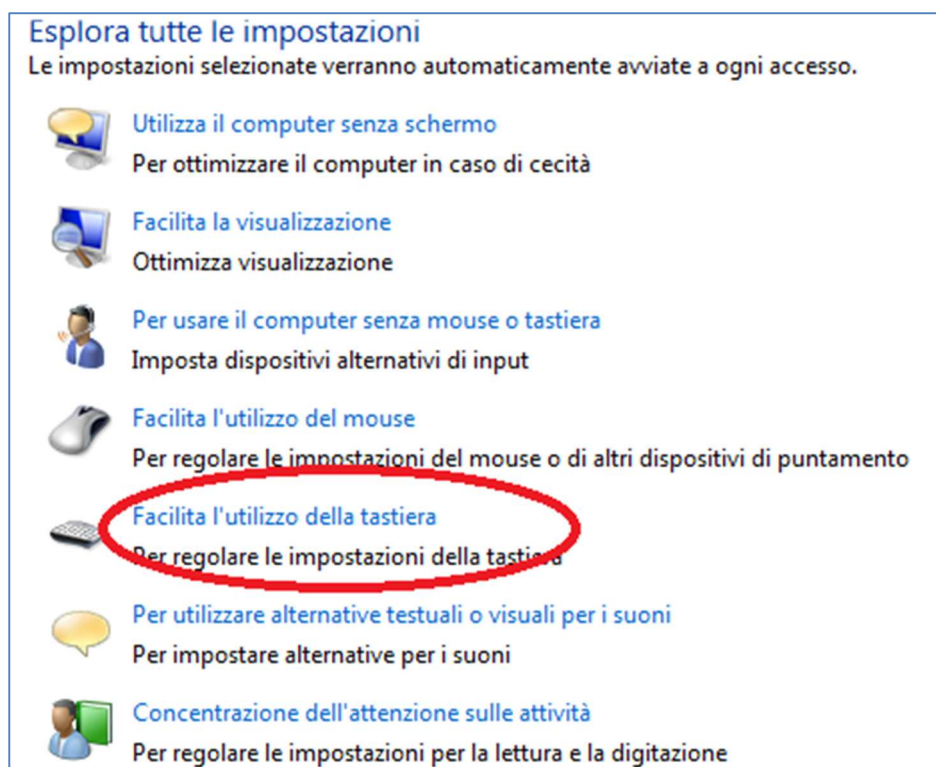 Esplora tutte le impostazioni
Le impostazioni selezionate verranno automaticamente avviate a ogni accesso.
Utilizza il computer senza schermo
Per ottimizzare il computer in caso di cecità
Facilita la visualizzazione
Ottimizza visualizzazione
Per usare il computer senza mouse o tastiera
Imposta dispositivi alternativi di input
Facilita l'utilizzo del mouse
Per regolare le impostazioni del mouse o di altri dispositivi di puntamento
Facilita l'utilizzo della tastiera
Per regolare le impostazioni della tastiera
Per utilizzare alternative testuali o visuali per i suoni
Per impostare alternative per i suoni
Concentrazione dell'attenzione sulle attività
Per regolare le impostazioni per la lettura e la digitazione